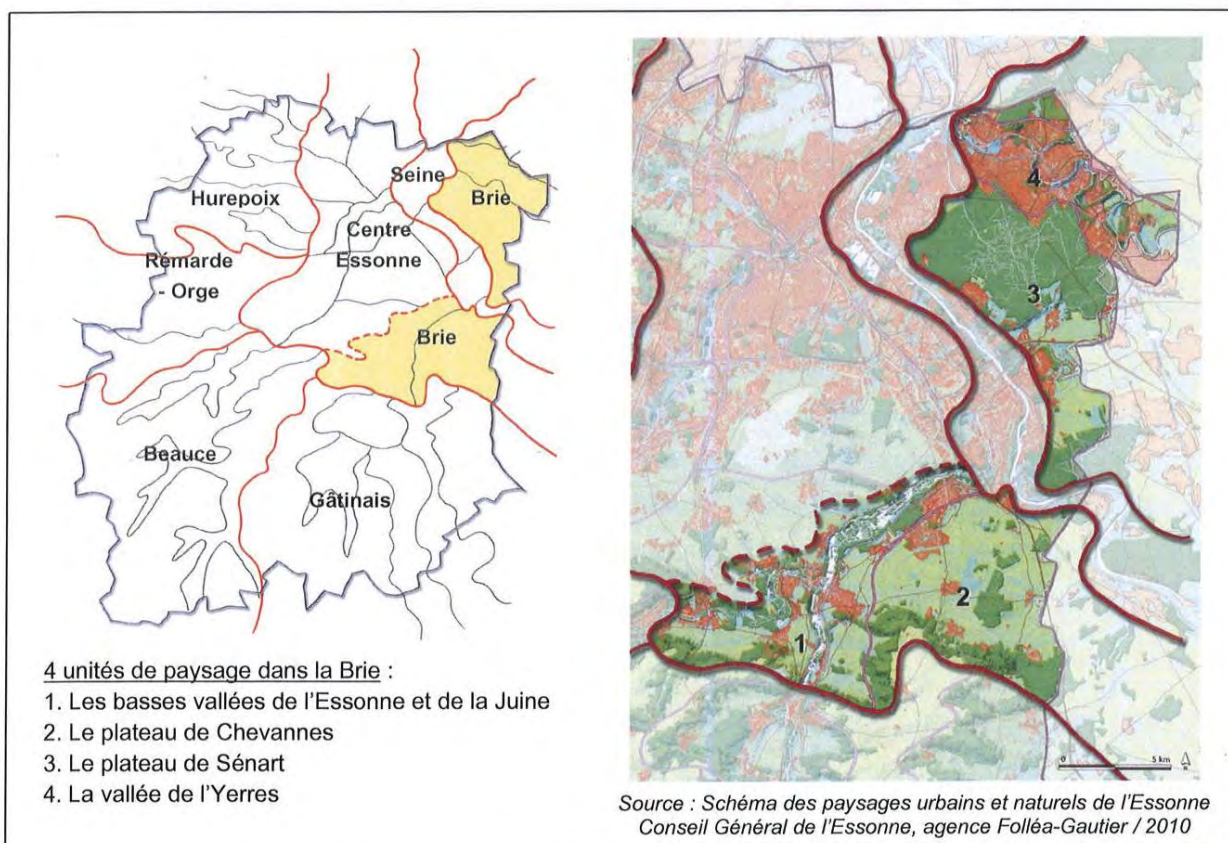 Seine
Hurepoix
Brie
Centre
Essonne
Rémarde
- Orge
Brie
Beauce
Gâtinais
4 unités de paysage dans la Brie :
1. Les basses vallées de l'Essonne et de la Juine
2. Le plateau de Chevannes
3. Le plateau de Sénart
4. La vallée de l'Yerres
4
3
2
1
0 5 km
N
Source : Schéma des paysages urbains et naturels de l'Essonne
Conseil Général de l'Essonne, agence Folléa-Gautier / 2010